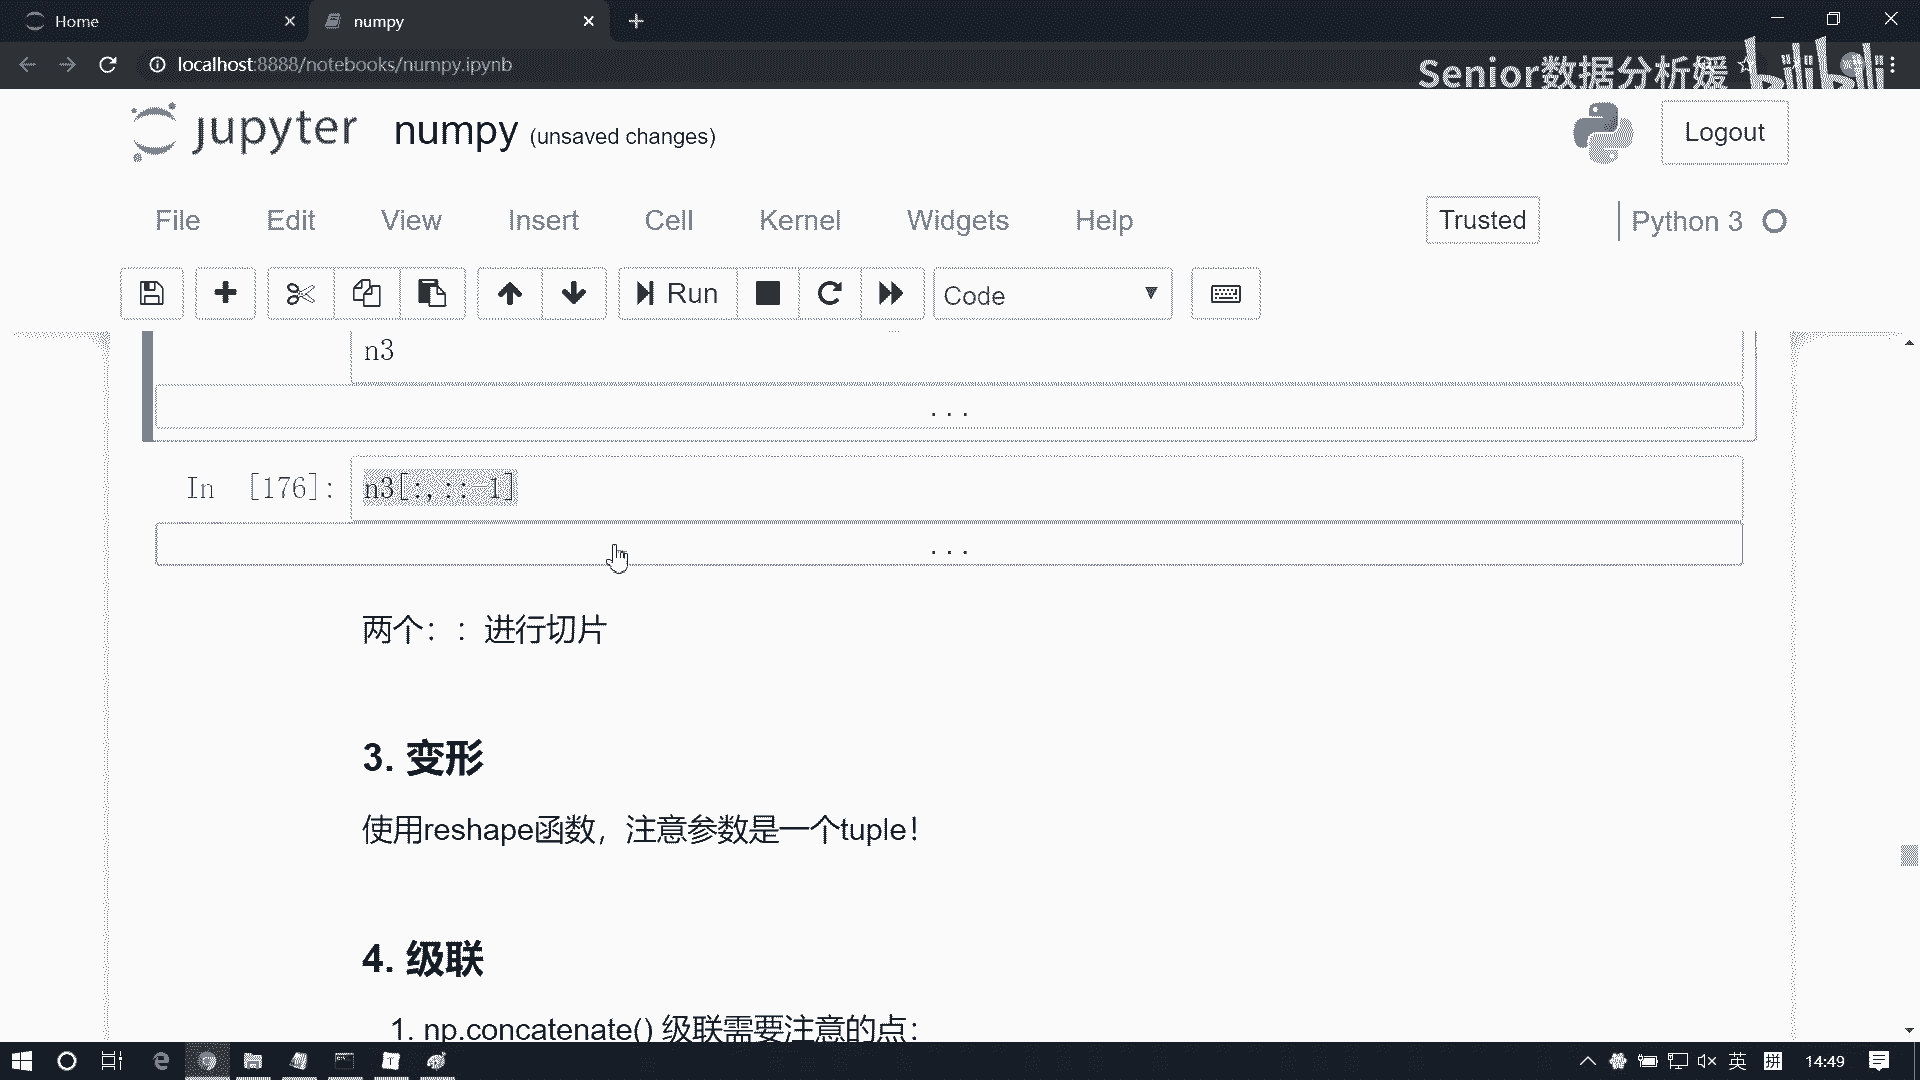 Home
numpy
localhost:8888/notebooks/numpy.ipynb
Senior数据分析媛 bilibili
jupyter numpy (unsaved changes)
Logout
File Edit View Insert Cell Kernel Widgets Help
Trusted
Python 3
Run
Code
n3
...
In [176]: n3[:,::-1]
...
两个：：进行切片
3. 变形
使用reshape函数，注意参数是一个tuple！
4. 级联
1. np.concatenate() 级联需要注意的点：
英 拼 14:49